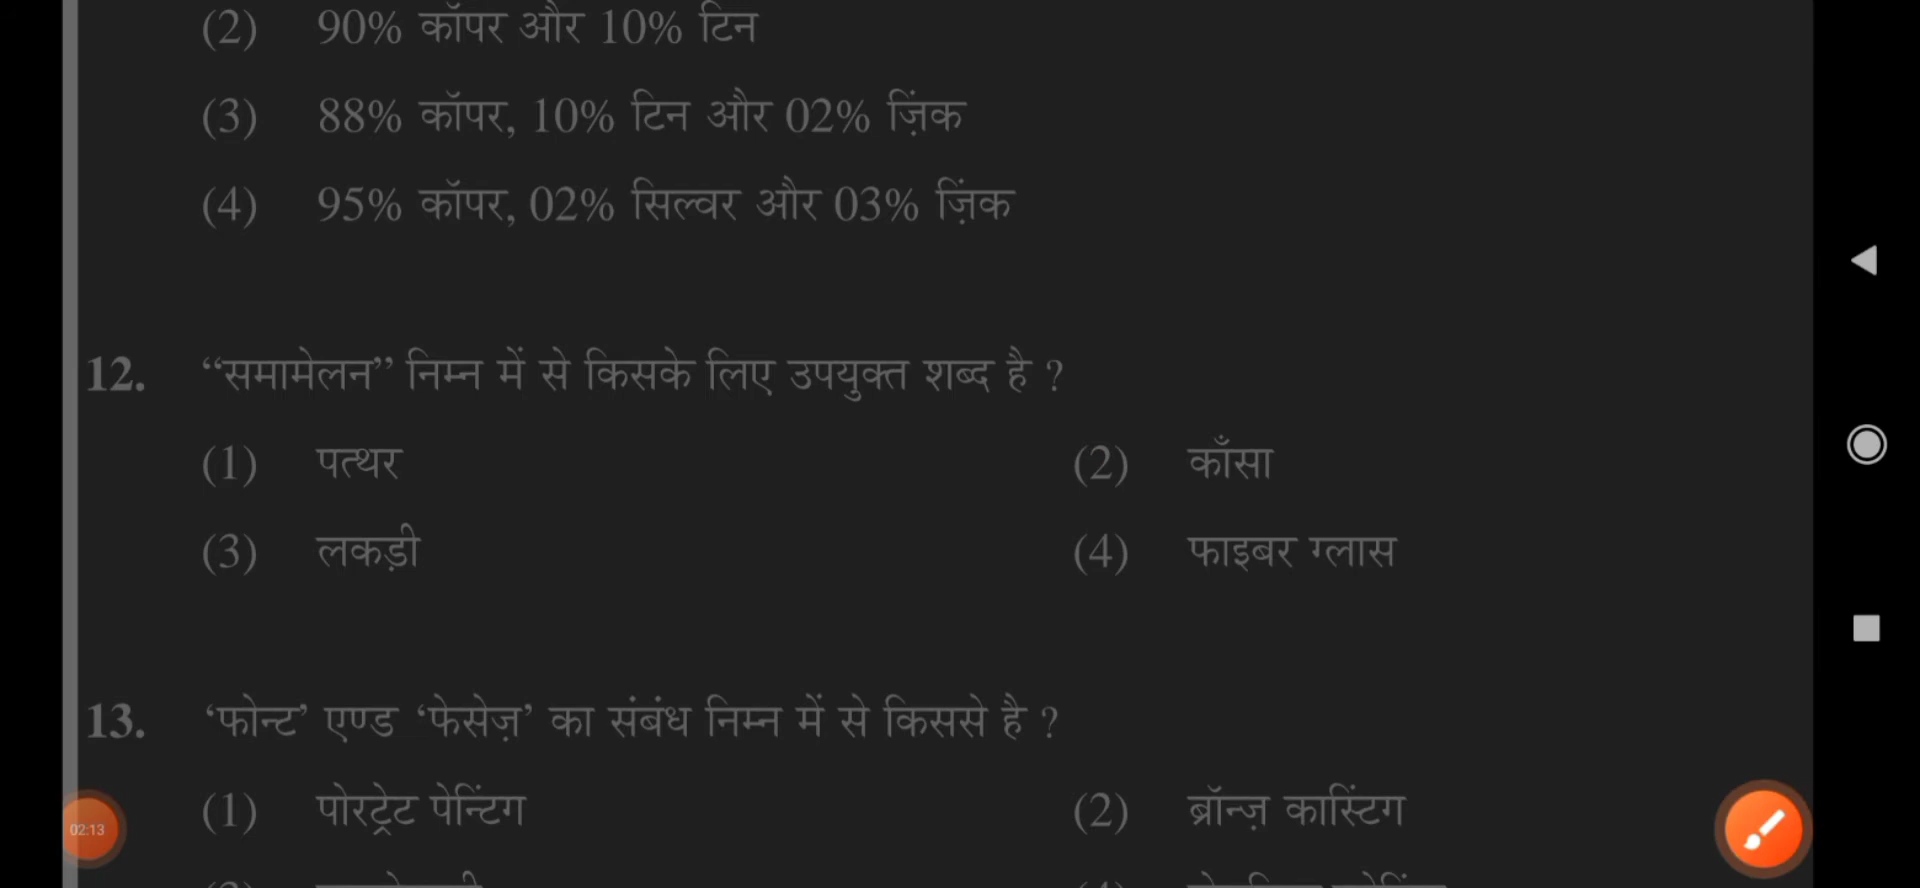 (2) 90% कॉपर और 10% टिन
(3) 88% कॉपर, 10% टिन और 02% ज़िंक
(4) 95% कॉपर, 02% सिल्वर और 03% ज़िंक
12. “समामेलन” निम्न में से किसके लिए उपयुक्त शब्द है ?
(1) पत्थर (2) काँसा
(3) लकड़ी (4) फाइबर ग्लास
13. ‘फोन्ट’ एण्ड ‘फेसेज़’ का संबंध निम्न में से किससे है ?
(1) पोरट्रेट पेन्टिंग (2) ब्रॉन्ज़ कास्टिंग
02:13